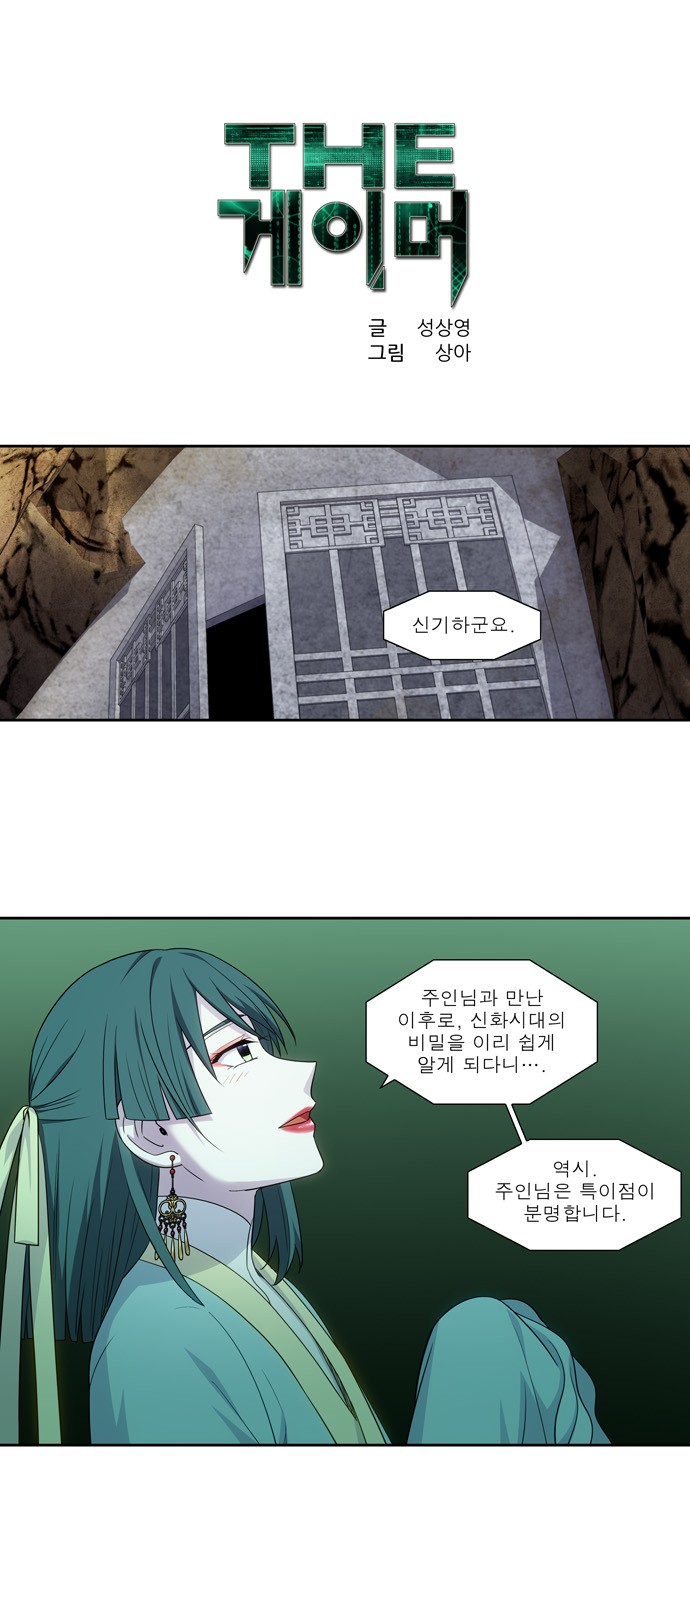 THE
게이머
글 성상영
그림 상아
신기하군요.
주인님과 만난
이후로, 신화시대의
비밀을 이리 쉽게
알게 되다니….
역시.
주인님은 특이점이
분명합니다.